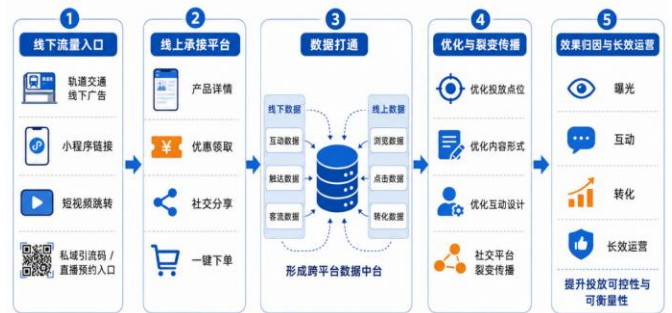 1
线下流量入口
轨道交通
线下广告
小程序链接
短视频跳转
私域引流码 /
直播预约入口
2
线上承接平台
产品详情
¥
优惠领取
社交分享
一键下单
3
数据打通
线下数据
互动数据
触达数据
客流数据
线上数据
浏览数据
点击数据
转化数据
形成跨平台数据中台
4
优化与裂变传播
优化投放点位
优化内容形式
优化互动设计
社交平台
裂变传播
5
效果归因与长效运营
曝光
互动
转化
长效运营
提升投放可控性与
可衡量性